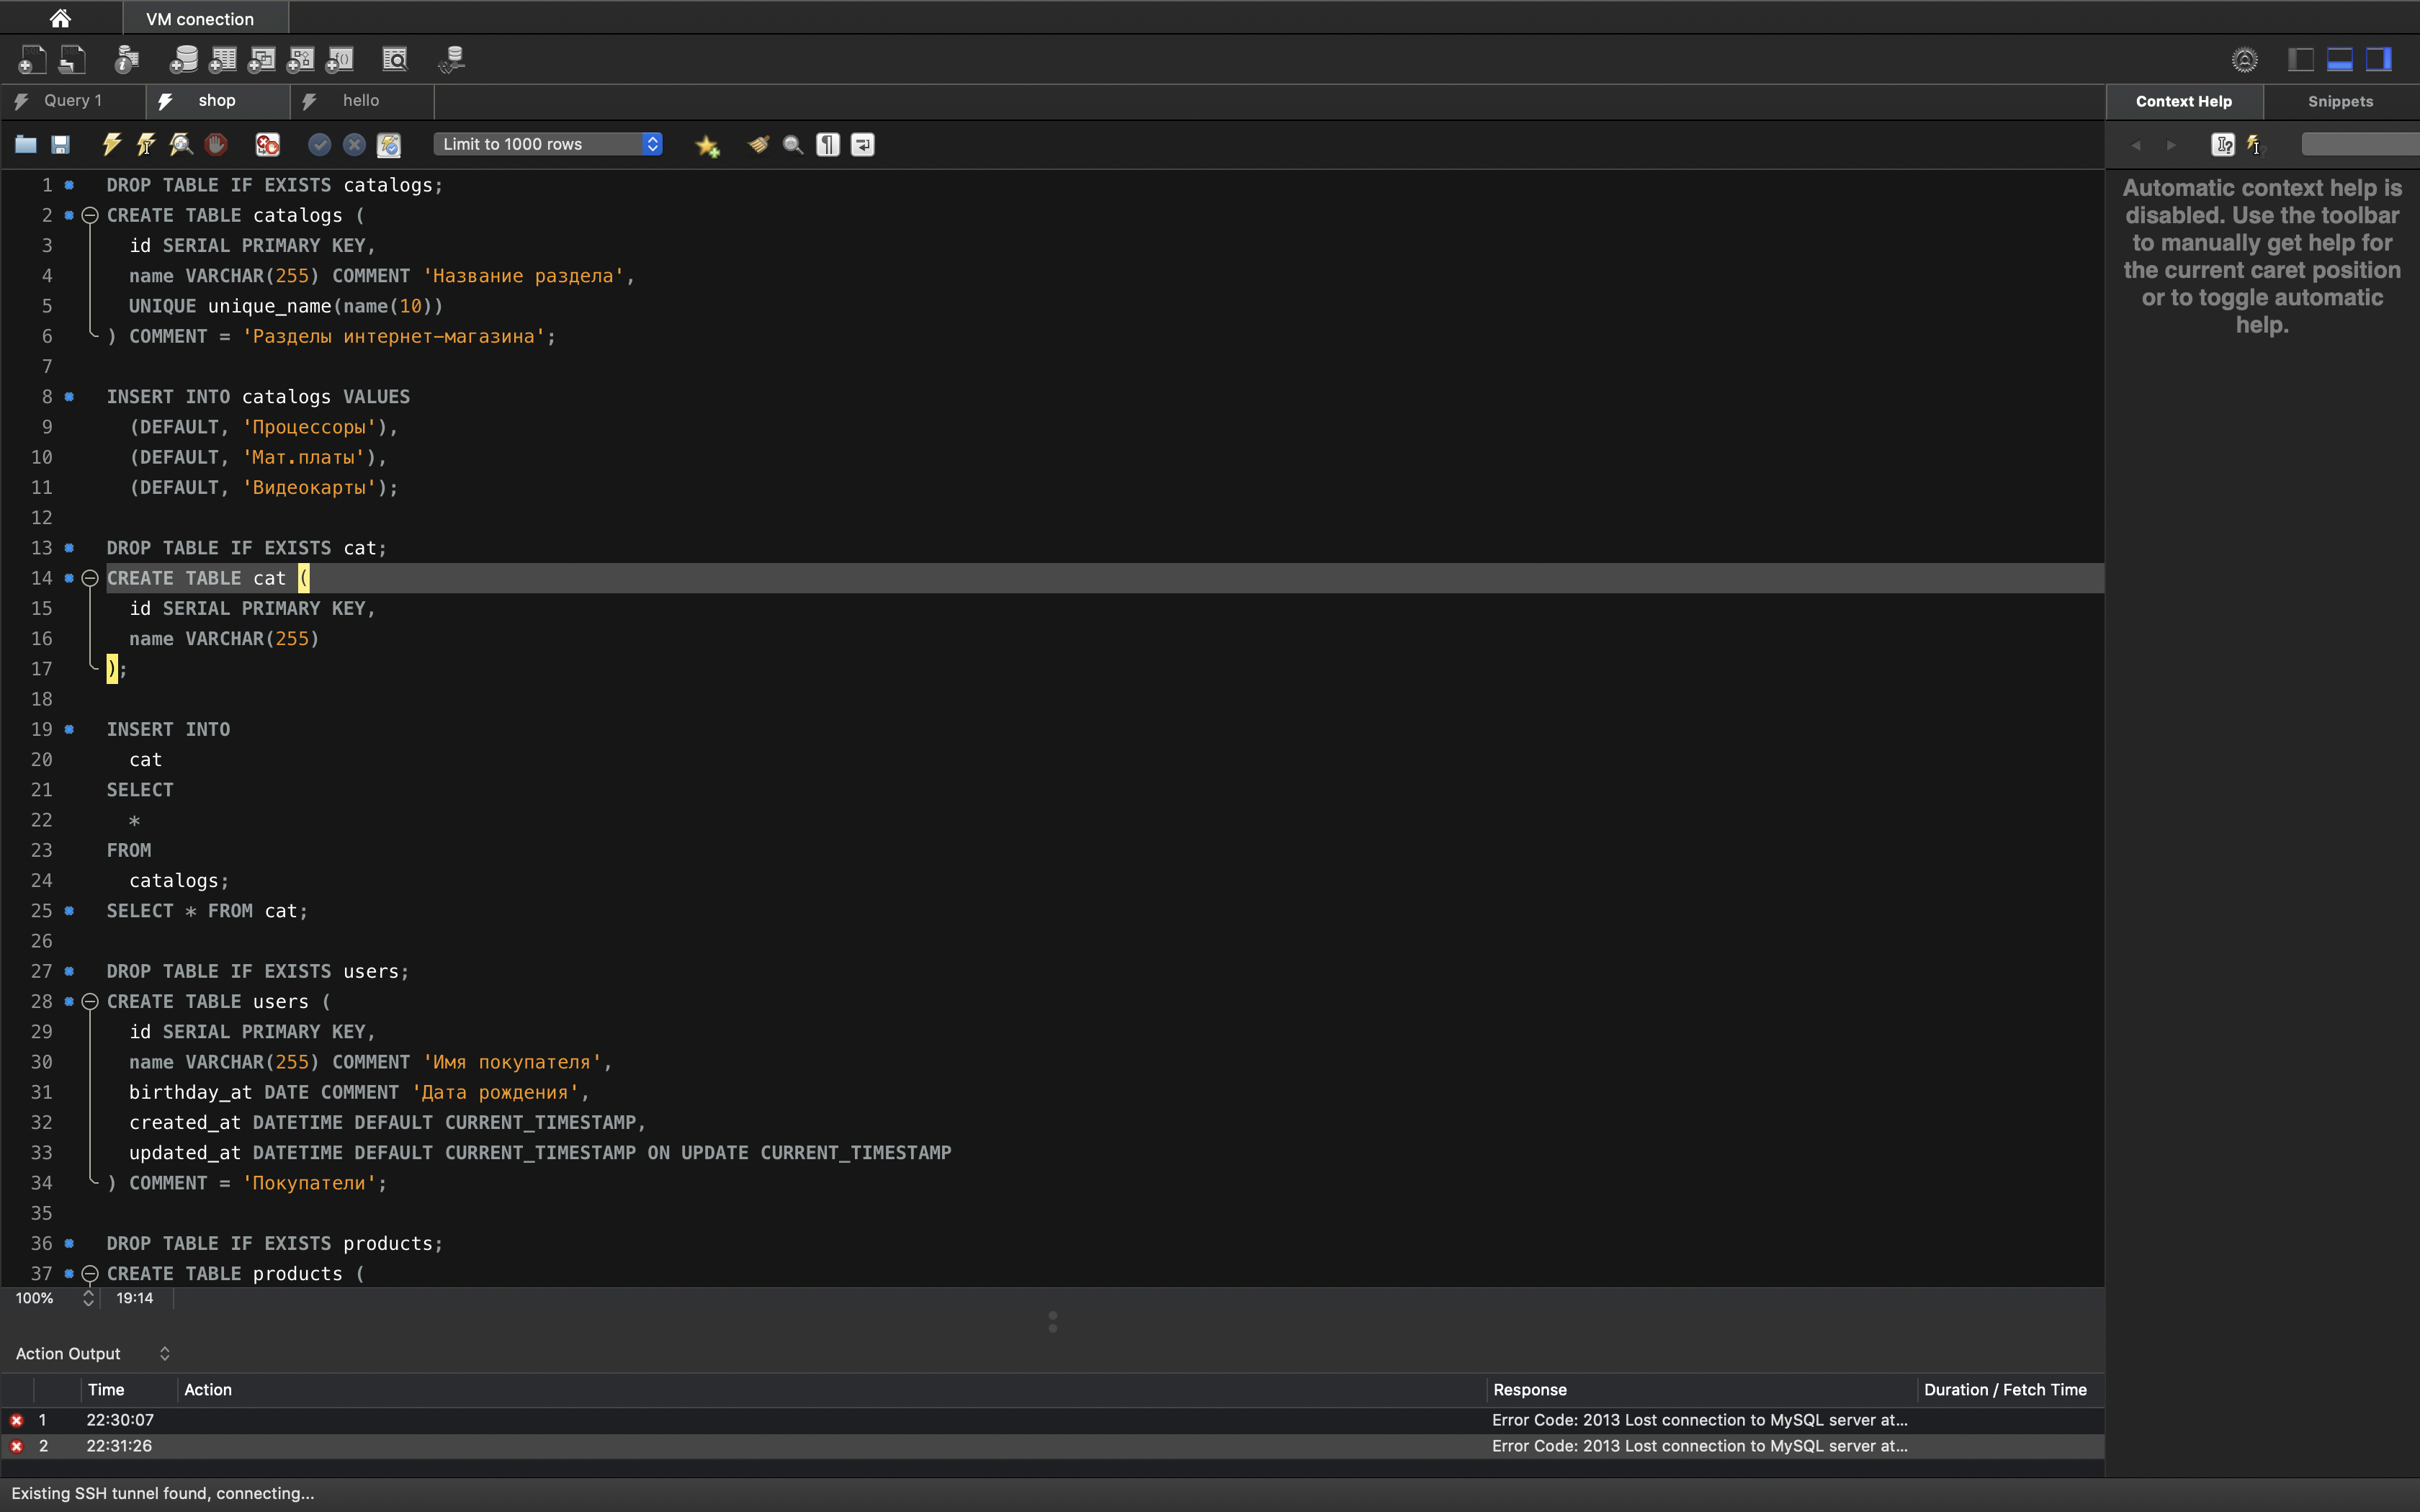 VM conection
Query 1
shop
hello
Context Help
Snippets
Limit to 1000 rows
Automatic context help is
disabled. Use the toolbar
to manually get help for
the current caret position
or to toggle automatic
help.
1 DROP TABLE IF EXISTS catalogs;
2 CREATE TABLE catalogs (
3 id SERIAL PRIMARY KEY,
4 name VARCHAR(255) COMMENT 'Название раздела',
5 UNIQUE unique_name(name(10))
6 ) COMMENT = 'Разделы интернет-магазина';
7
8 INSERT INTO catalogs VALUES
9 (DEFAULT, 'Процессоры'),
10 (DEFAULT, 'Мат.платы'),
11 (DEFAULT, 'Видеокарты');
12
13 DROP TABLE IF EXISTS cat;
14 CREATE TABLE cat (
15 id SERIAL PRIMARY KEY,
16 name VARCHAR(255)
17 );
18
19 INSERT INTO
20 cat
21 SELECT
22 *
23 FROM
24 catalogs;
25 SELECT * FROM cat;
26
27 DROP TABLE IF EXISTS users;
28 CREATE TABLE users (
29 id SERIAL PRIMARY KEY,
30 name VARCHAR(255) COMMENT 'Имя покупателя',
31 birthday_at DATE COMMENT 'Дата рождения',
32 created_at DATETIME DEFAULT CURRENT_TIMESTAMP,
33 updated_at DATETIME DEFAULT CURRENT_TIMESTAMP ON UPDATE CURRENT_TIMESTAMP
34 ) COMMENT = 'Покупатели';
35
36 DROP TABLE IF EXISTS products;
37 CREATE TABLE products (
100% 19:14
Action Output
Time Action Response Duration / Fetch Time
1 22:30:07 Error Code: 2013 Lost connection to MySQL server at...
2 22:31:26 Error Code: 2013 Lost connection to MySQL server at...
Existing SSH tunnel found, connecting...